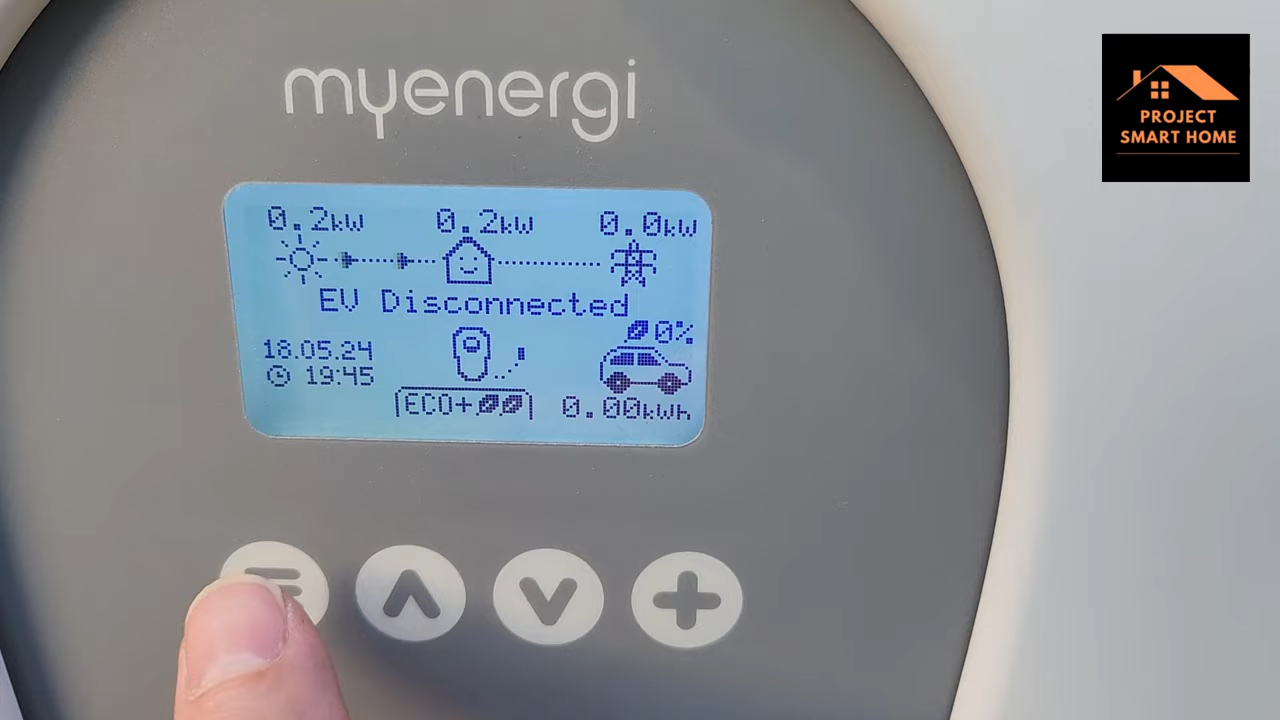 myenergi
PROJECT
SMART HOME
0.2kW 0.2kW 0.0kW
EV Disconnected
0%
18.05.24
19:45
ECO+
0.00kWh